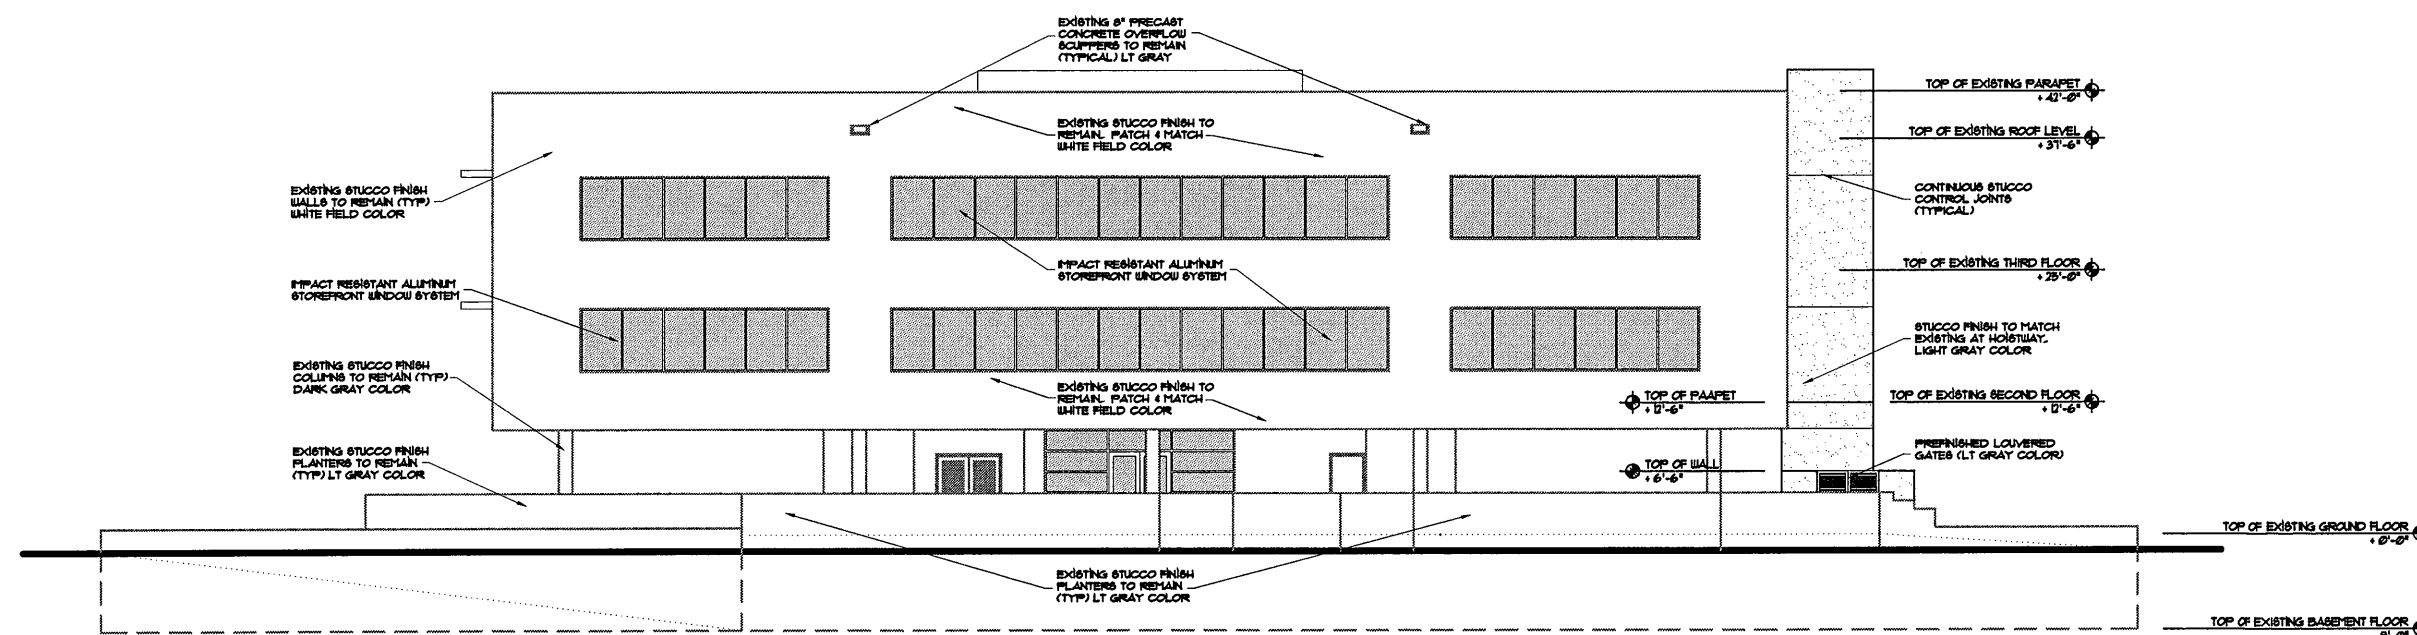 EXISTING 8" PRECAST
CONCRETE OVERFLOW
SCUPPERS TO REMAIN
(TYPICAL) LT GRAY
TOP OF EXISTING PARAPET
+ 42'-0"
EXISTING STUCCO FINISH TO
REMAIN. PATCH & MATCH
WHITE FIELD COLOR
TOP OF EXISTING ROOF LEVEL
+ 37'-6"
EXISTING STUCCO FINISH
WALLS TO REMAIN (TYP)
WHITE FIELD COLOR
CONTINUOUS STUCCO
CONTROL JOINTS
(TYPICAL)
IMPACT RESISTANT ALUMINUM
STOREFRONT WINDOW SYSTEM
TOP OF EXISTING THIRD FLOOR
+ 25'-0"
IMPACT RESISTANT ALUMINUM
STOREFRONT WINDOW SYSTEM
STUCCO FINISH TO MATCH
EXISTING AT HOISTWAY.
LIGHT GRAY COLOR
EXISTING STUCCO FINISH
COLUMNS TO REMAIN (TYP)
DARK GRAY COLOR
EXISTING STUCCO FINISH TO
REMAIN. PATCH & MATCH
WHITE FIELD COLOR
TOP OF PAAPET
+ 12'-6"
TOP OF EXISTING SECOND FLOOR
+ 12'-6"
EXISTING STUCCO FINISH
PLANTERS TO REMAIN
(TYP) LT GRAY COLOR
TOP OF WALL
+ 6'-6"
PREFINISHED LOUVERED
GATES (LT GRAY COLOR)
TOP OF EXISTING GROUND FLOOR
+ 0'-0"
EXISTING STUCCO FINISH
PLANTERS TO REMAIN
(TYP) LT GRAY COLOR
TOP OF EXISTING BASEMENT FLOOR